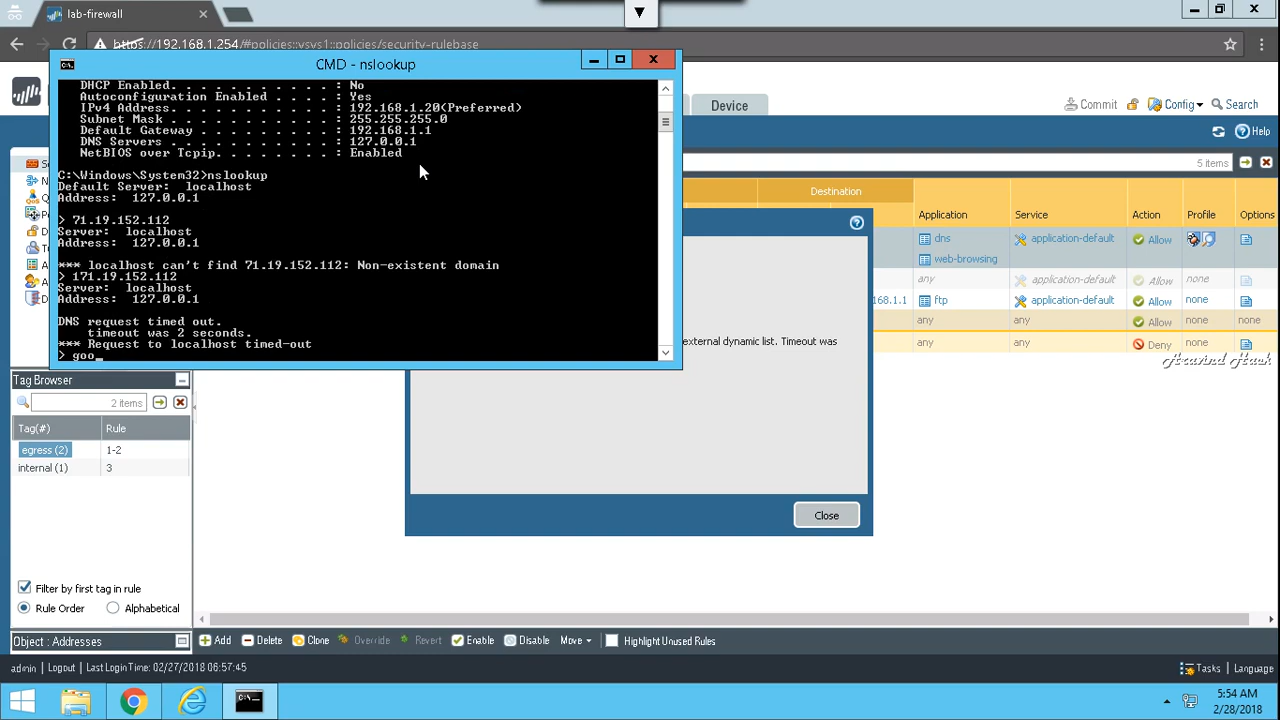 lab-firewall
https://192.168.1.254/#policies::vsys1::policies/security-rulebase
CMD - nslookup
DHCP Enabled. . . . . . . . . . . : No
Autoconfiguration Enabled . . . . : Yes
IPv4 Address. . . . . . . . . . . : 192.168.1.20(Preferred)
Subnet Mask . . . . . . . . . . . : 255.255.255.0
Default Gateway . . . . . . . . . : 192.168.1.1
DNS Servers . . . . . . . . . . . : 127.0.0.1
NetBIOS over Tcpip. . . . . . . . : Enabled
C:\Windows\System32>nslookup
Default Server:  localhost
Address:  127.0.0.1
> 71.19.152.112
Server:  localhost
Address:  127.0.0.1
*** localhost can't find 71.19.152.112: Non-existent domain
> 171.19.152.112
Server:  localhost
Address:  127.0.0.1
DNS request timed out.
timeout was 2 seconds.
*** Request to localhost timed-out
> goo
Device
Commit
Config
Search
Help
5 items
Destination
Application
Service
Action
Profile
Options
dns
application-default
Allow
web-browsing
any
any
Allow
none
168.1.1
ftp
application-default
Allow
none
any
any
Allow
none
any
any
Deny
none
external dynamic list. Timeout was
Aravind Hack
Close
Tag Browser
2 items
Tag(#)
Rule
egress (2)
1-2
internal (1)
3
Filter by first tag in rule
Rule Order
Alphabetical
Object : Addresses
Add
Delete
Clone
Override
Revert
Enable
Disable
Move
Highlight Unused Rules
admin
Logout
Last Login Time: 02/27/2018 06:57:45
Tasks
Language
5:54 AM
2/28/2018